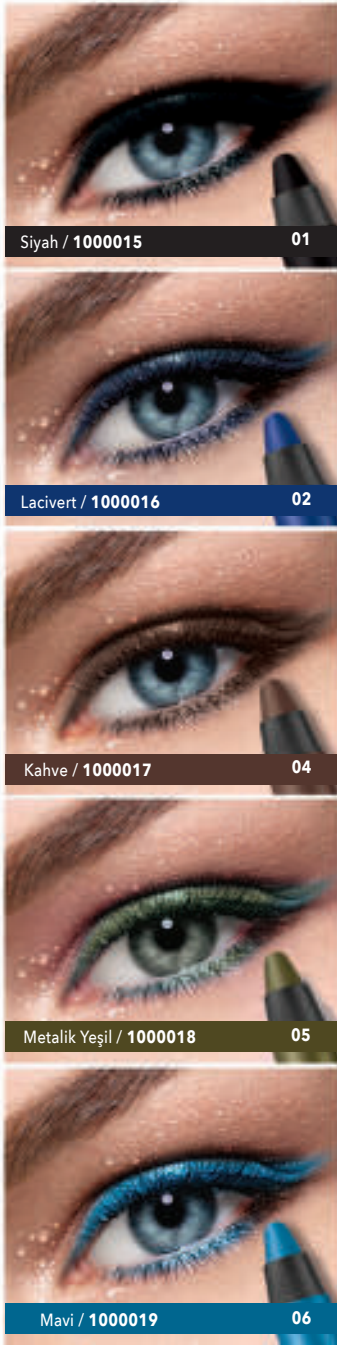 Siyah / 1000015 01
Lacivert / 1000016 02
Kahve / 1000017 04
Metalik Yeşil / 1000018 05
Mavi / 1000019 06